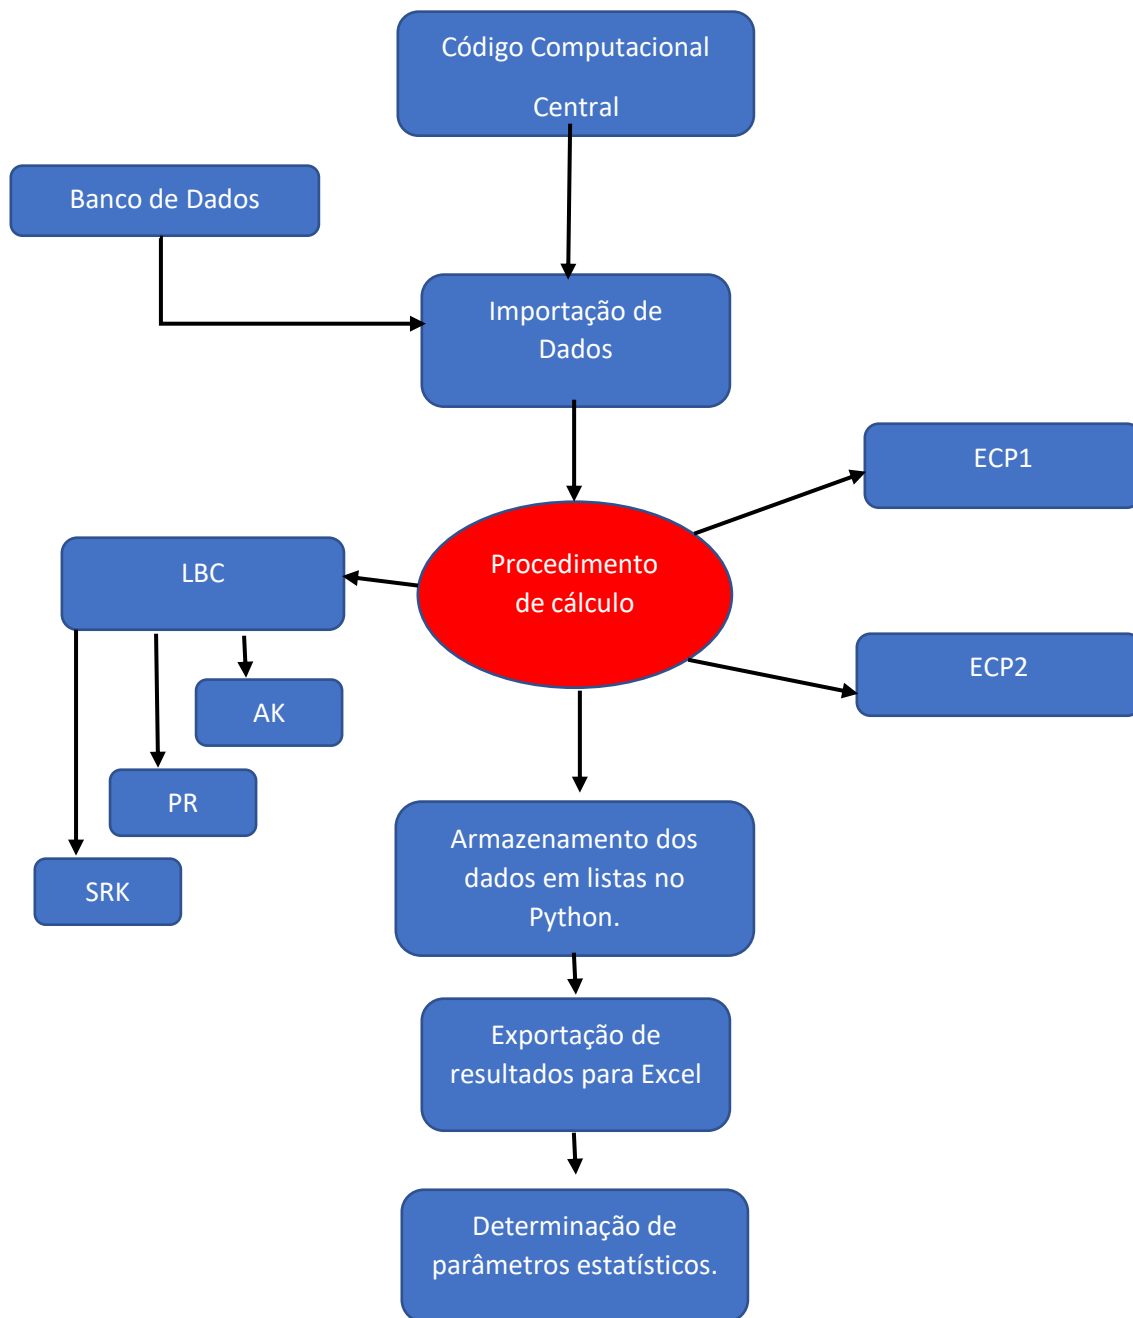 Código Computacional
Central
Banco de Dados
Importação de
Dados
ECP1
Procedimento
de cálculo
LBC
ECP2
AK
PR
Armazenamento dos
dados em listas no
Python.
SRK
Exportação de
resultados para Excel
Determinação de
parâmetros estatísticos.